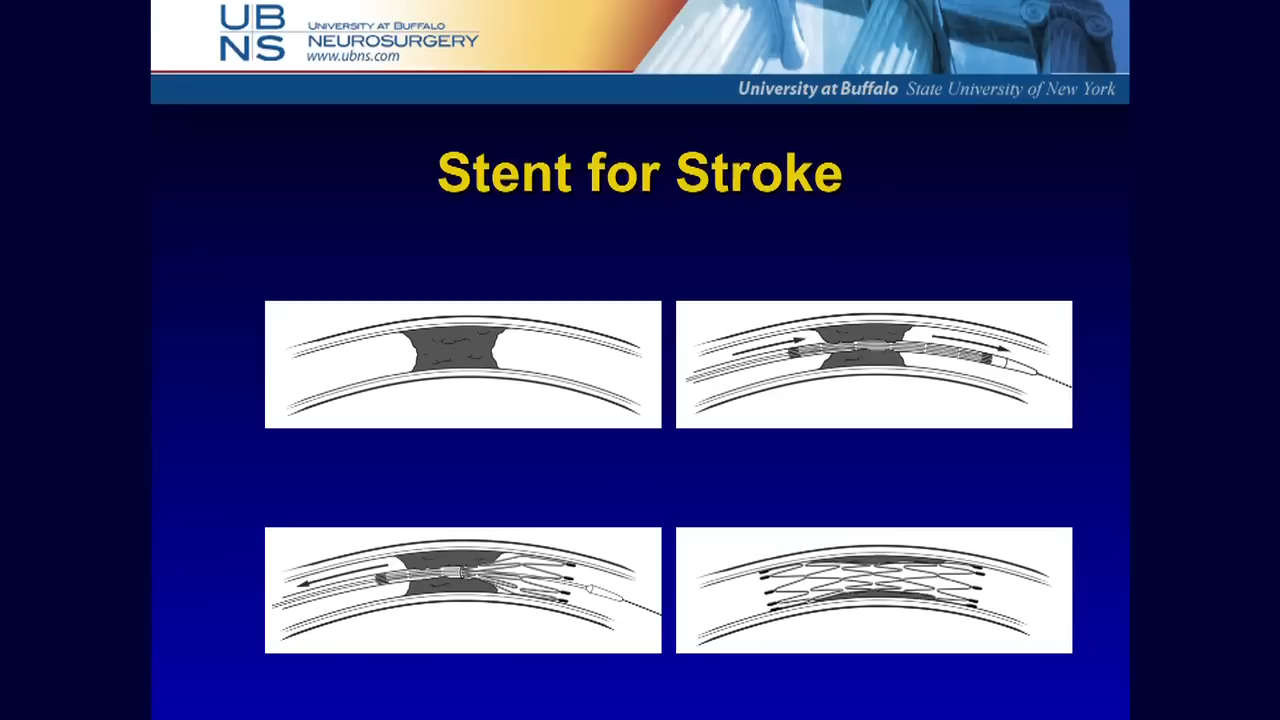 UB
NS
UNIVERSITY AT BUFFALO
NEUROSURGERY
www.ubns.com
University at Buffalo State University of New York
Stent for Stroke